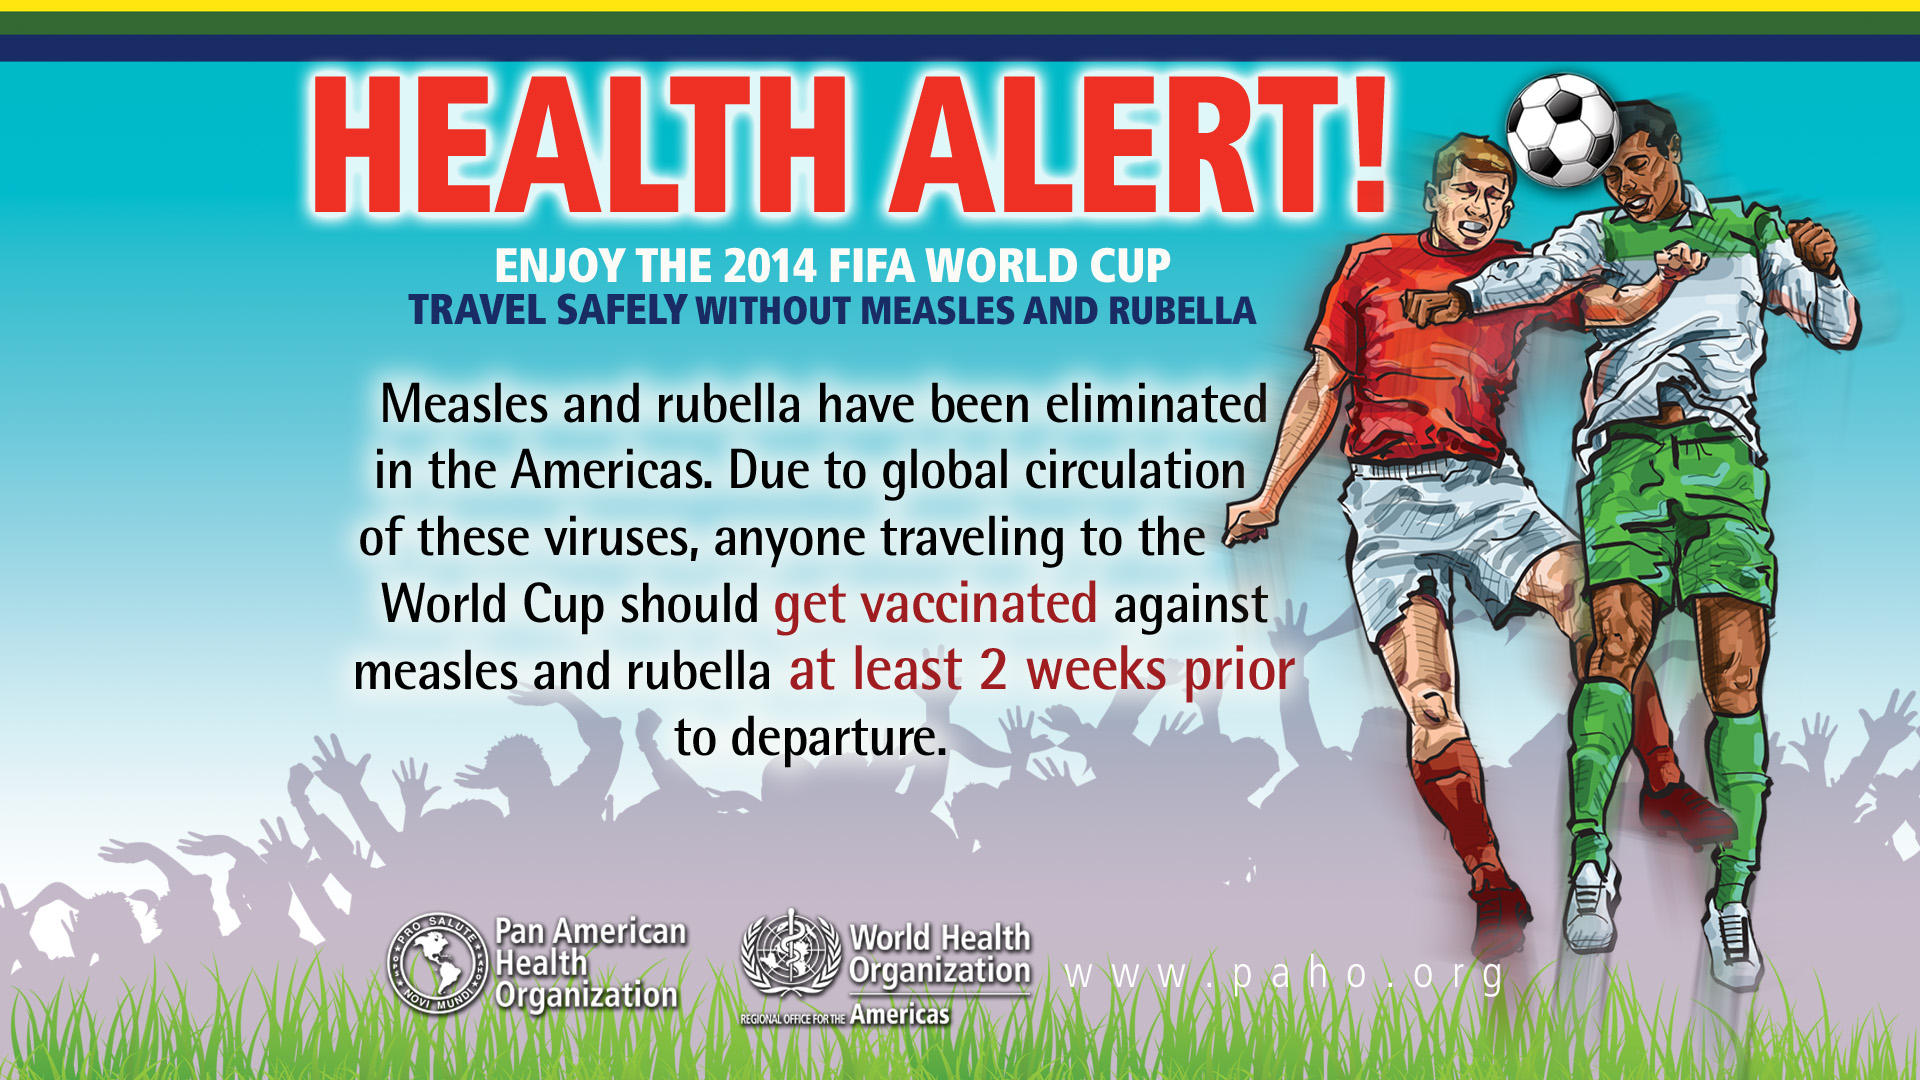 HEALTH ALERT!
ENJOY THE 2014 FIFA WORLD CUP
TRAVEL SAFELY WITHOUT MEASLES AND RUBELLA
Measles and rubella have been eliminated
in the Americas. Due to global circulation
of these viruses, anyone traveling to the
World Cup should get vaccinated against
measles and rubella at least 2 weeks prior
to departure.
PRO SALUTE
NOVI MUNDI
OPS
PAHO
Pan American
Health
Organization
World Health
Organization
REGIONAL OFFICE FOR THE Americas
www.paho.org